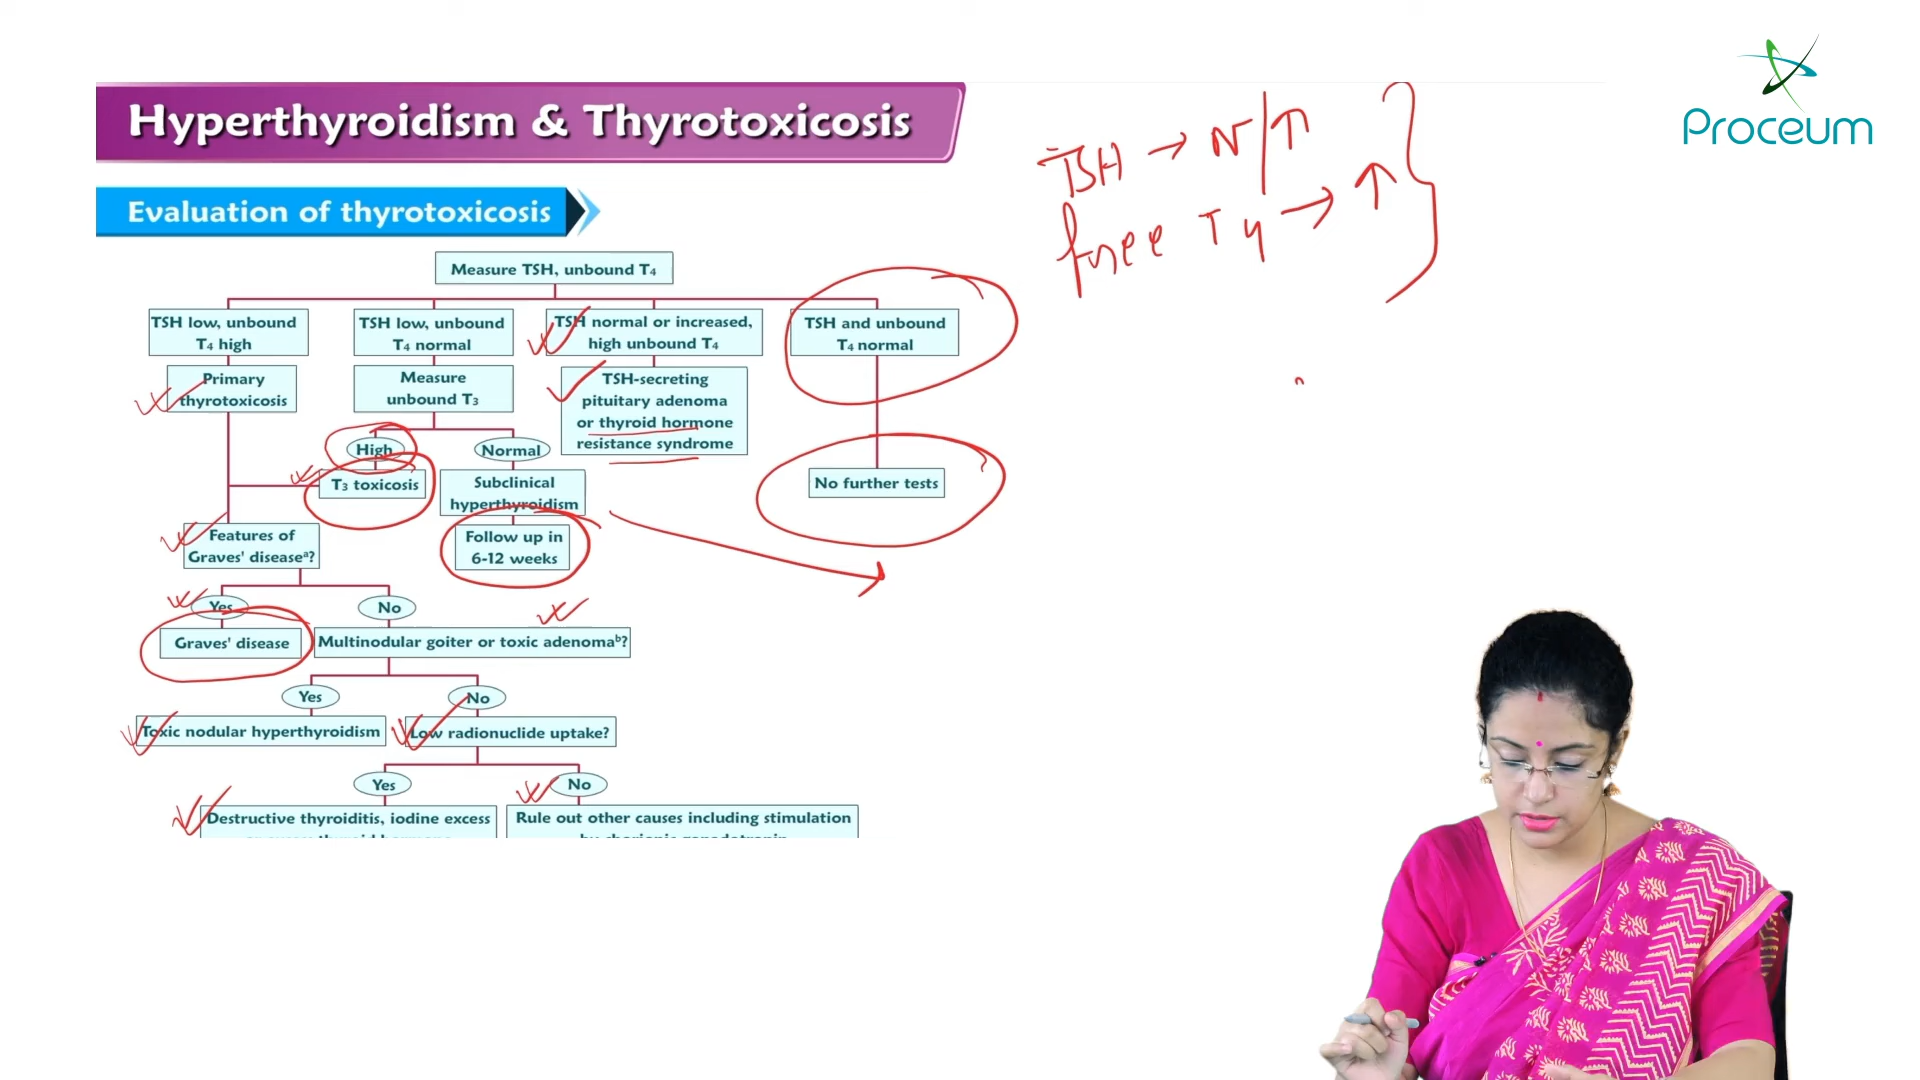 Proceum
Hyperthyroidism & Thyrotoxicosis
TSH → N/↑
free T4 → ↑
Evaluation of thyrotoxicosis
Measure TSH, unbound T₄
TSH low, unbound
T₄ high
TSH low, unbound
T₄ normal
TSH normal or increased,
high unbound T₄
TSH and unbound
T₄ normal
Primary
thyrotoxicosis
Measure
unbound T₃
TSH-secreting
pituitary adenoma
or thyroid hormone
resistance syndrome
High
Normal
T₃ toxicosis
Subclinical
hyperthyroidism
No further tests
Features of
Graves' diseaseᵃ?
Follow up in
6-12 weeks
Yes
No
Graves' disease
Multinodular goiter or toxic adenomaᵇ?
Yes
No
Toxic nodular hyperthyroidism
Low radionuclide uptake?
Yes
No
Destructive thyroiditis, iodine excess
Rule out other causes including stimulation